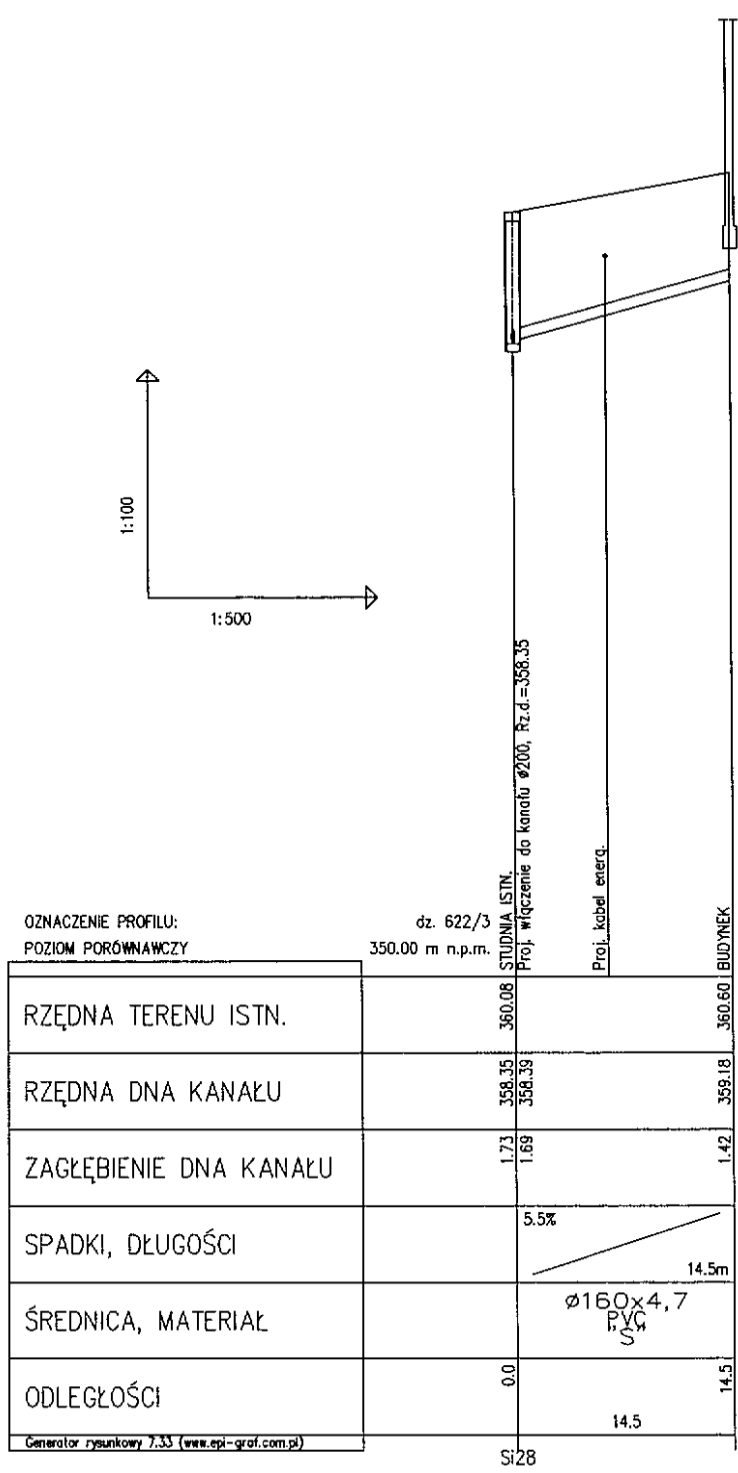 1:100
1:500
STUDNIA ISTN.
Proj. włączenie do kanału ø200, Rz.d.=358.35
Proj. kabel energ.
BUDYNEK
OZNACZENIE PROFILU: dz. 622/3
POZIOM PORÓWNAWCZY 350.00 m n.p.m.
RZĘDNA TERENU ISTN. 360.08 360.60
RZĘDNA DNA KANAŁU 358.35 358.39 359.18
ZAGŁĘBIENIE DNA KANAŁU 1.73 1.69 1.42
SPADKI, DŁUGOŚCI 5.5% 14.5m
ŚREDNICA, MATERIAŁ ø160x4,7
PVC
"S"
ODLEGŁOŚCI 0.0 14.5 14.5
Generator rysunkowy 7.33 (www.epi-graf.com.pl)
Si28